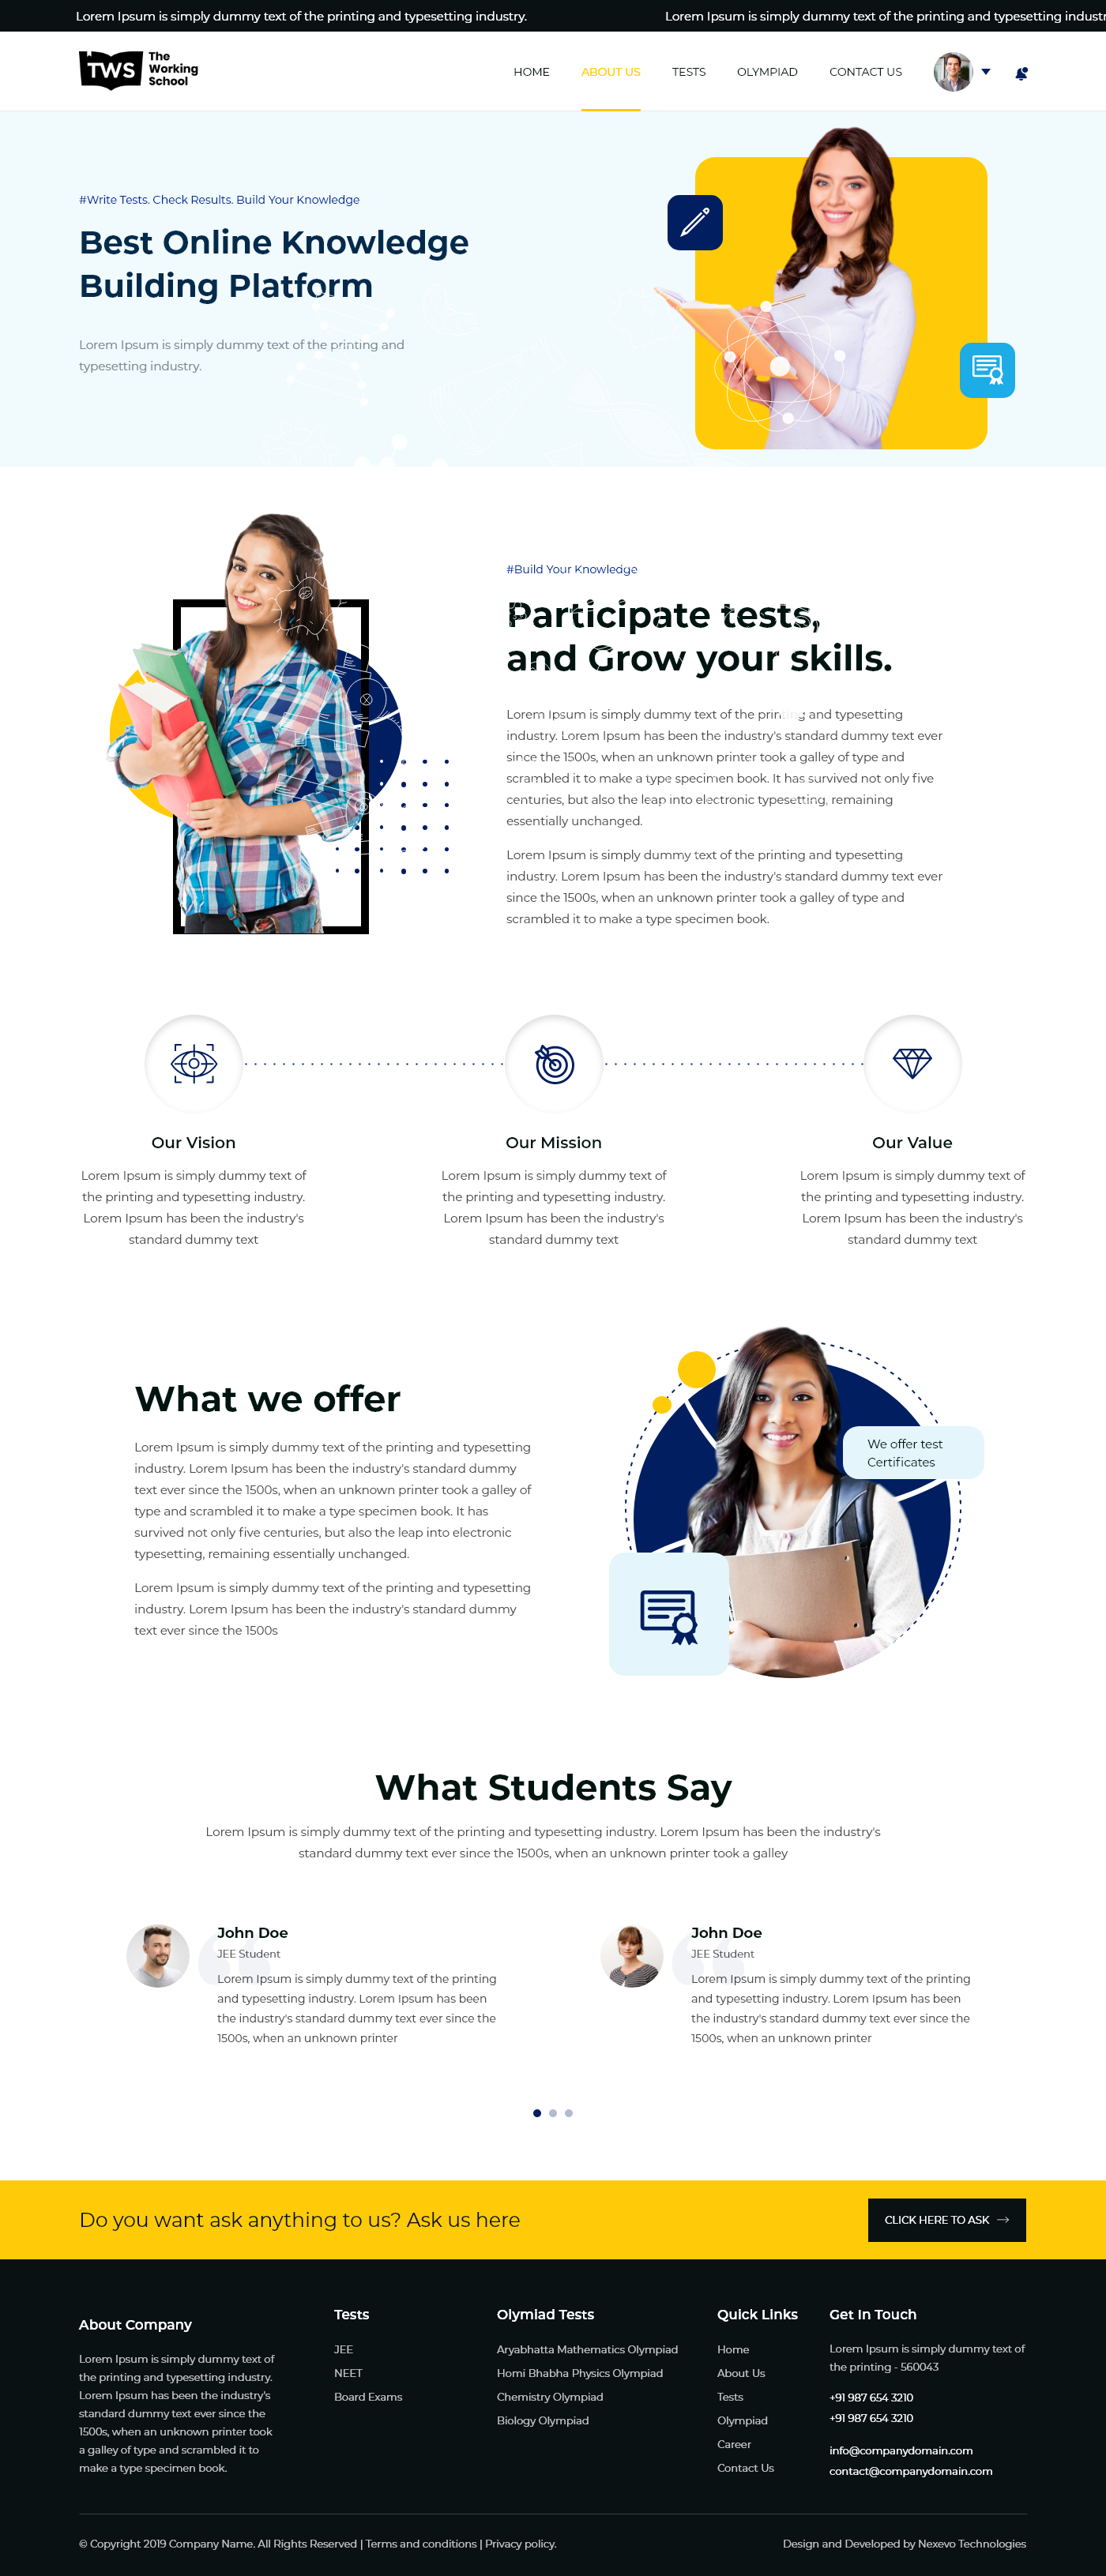 Lorem Ipsum is simply dummy text of the printing and typesetting industry.
Lorem Ipsum is simply dummy text of the printing and typesetting industr
TWS
The
Working
School
HOME
ABOUT US
TESTS
OLYMPIAD
CONTACT US
#Write Tests. Check Results. Build Your Knowledge
Best Online Knowledge
Building Platform
Lorem Ipsum is simply dummy text of the printing and
typesetting industry.
#Build Your Knowledge
Participate tests,
and Grow your skills.
Lorem Ipsum is simply dummy text of the printing and typesetting
industry. Lorem Ipsum has been the industry's standard dummy text ever
since the 1500s, when an unknown printer took a galley of type and
scrambled it to make a type specimen book. It has survived not only five
centuries, but also the leap into electronic typesetting, remaining
essentially unchanged.
Lorem Ipsum is simply dummy text of the printing and typesetting
industry. Lorem Ipsum has been the industry's standard dummy text ever
since the 1500s, when an unknown printer took a galley of type and
scrambled it to make a type specimen book.
Our Vision
Lorem Ipsum is simply dummy text of
the printing and typesetting industry.
Lorem Ipsum has been the industry's
standard dummy text
Our Mission
Lorem Ipsum is simply dummy text of
the printing and typesetting industry.
Lorem Ipsum has been the industry's
standard dummy text
Our Value
Lorem Ipsum is simply dummy text of
the printing and typesetting industry.
Lorem Ipsum has been the industry's
standard dummy text
What we offer
Lorem Ipsum is simply dummy text of the printing and typesetting
industry. Lorem Ipsum has been the industry's standard dummy
text ever since the 1500s, when an unknown printer took a galley of
type and scrambled it to make a type specimen book. It has
survived not only five centuries, but also the leap into electronic
typesetting, remaining essentially unchanged.
Lorem Ipsum is simply dummy text of the printing and typesetting
industry. Lorem Ipsum has been the industry's standard dummy
text ever since the 1500s
We offer test
Certificates
What Students Say
Lorem Ipsum is simply dummy text of the printing and typesetting industry. Lorem Ipsum has been the industry's
standard dummy text ever since the 1500s, when an unknown printer took a galley
John Doe
JEE Student
Lorem Ipsum is simply dummy text of the printing
and typesetting industry. Lorem Ipsum has been
the industry's standard dummy text ever since the
1500s, when an unknown printer
John Doe
JEE Student
Lorem Ipsum is simply dummy text of the printing
and typesetting industry. Lorem Ipsum has been
the industry's standard dummy text ever since the
1500s, when an unknown printer
Do you want ask anything to us? Ask us here
CLICK HERE TO ASK
About Company
Lorem Ipsum is simply dummy text of
the printing and typesetting industry.
Lorem Ipsum has been the industry's
standard dummy text ever since the
1500s, when an unknown printer took
a galley of type and scrambled it to
make a type specimen book.
Tests
JEE
NEET
Board Exams
Olymiad Tests
Aryabhatta Mathematics Olympiad
Homi Bhabha Physics Olympiad
Chemistry Olympiad
Biology Olympiad
Quick Links
Home
About Us
Tests
Olympiad
Career
Contact Us
Get In Touch
Lorem Ipsum is simply dummy text of
the printing - 560043
+91 987 654 3210
+91 987 654 3210
info@companydomain.com
contact@companydomain.com
© Copyright 2019 Company Name. All Rights Reserved | Terms and conditions | Privacy policy.
Design and Developed by Nexevo Technologies